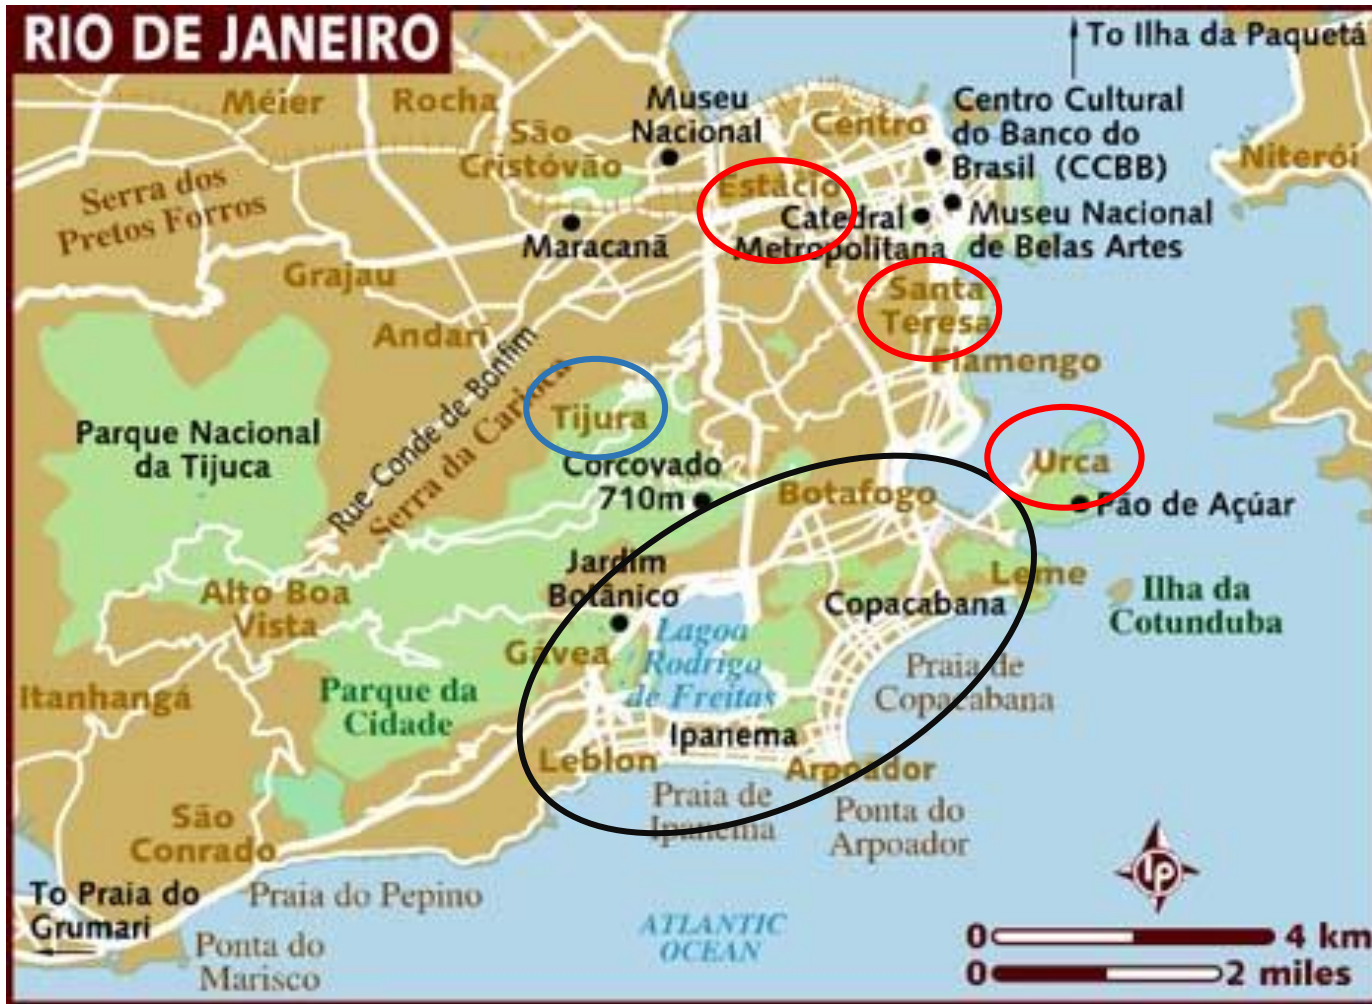 RIO DE JANEIRO
To Ilha da Paquetá
Méier
Rocha
Museu
Nacional
São
Cristóvão
Centro
Centro Cultural
do Banco do
Brasil (CCBB)
Niterói
Serra dos
Pretos Forros
Estácio
Maracanã
Catedral
Metropolitana
Museu Nacional
de Belas Artes
Grajau
Andarí
Santa
Teresa
Flamengo
Rue Conde de Bonfim
Serra da Carioca
Tijura
Parque Nacional
da Tijuca
Corcovado
710m
Botafogo
Urca
Pão de Açúar
Jardim
Botânico
Leme
Copacabana
Ilha da
Cotunduba
Alto Boa
Vista
Gávea
Lagoa
Rodrigo
de Freitas
Praia de
Copacabana
Itanhangá
Parque da
Cidade
Ipanema
Leblon
Arpoador
Praia de
Ipanema
Ponta do
Arpoador
São
Conrado
To Praia do
Grumari
Praia do Pepino
Ponta do
Marisco
ATLANTIC
OCEAN
LP
0 4 km
0 2 miles